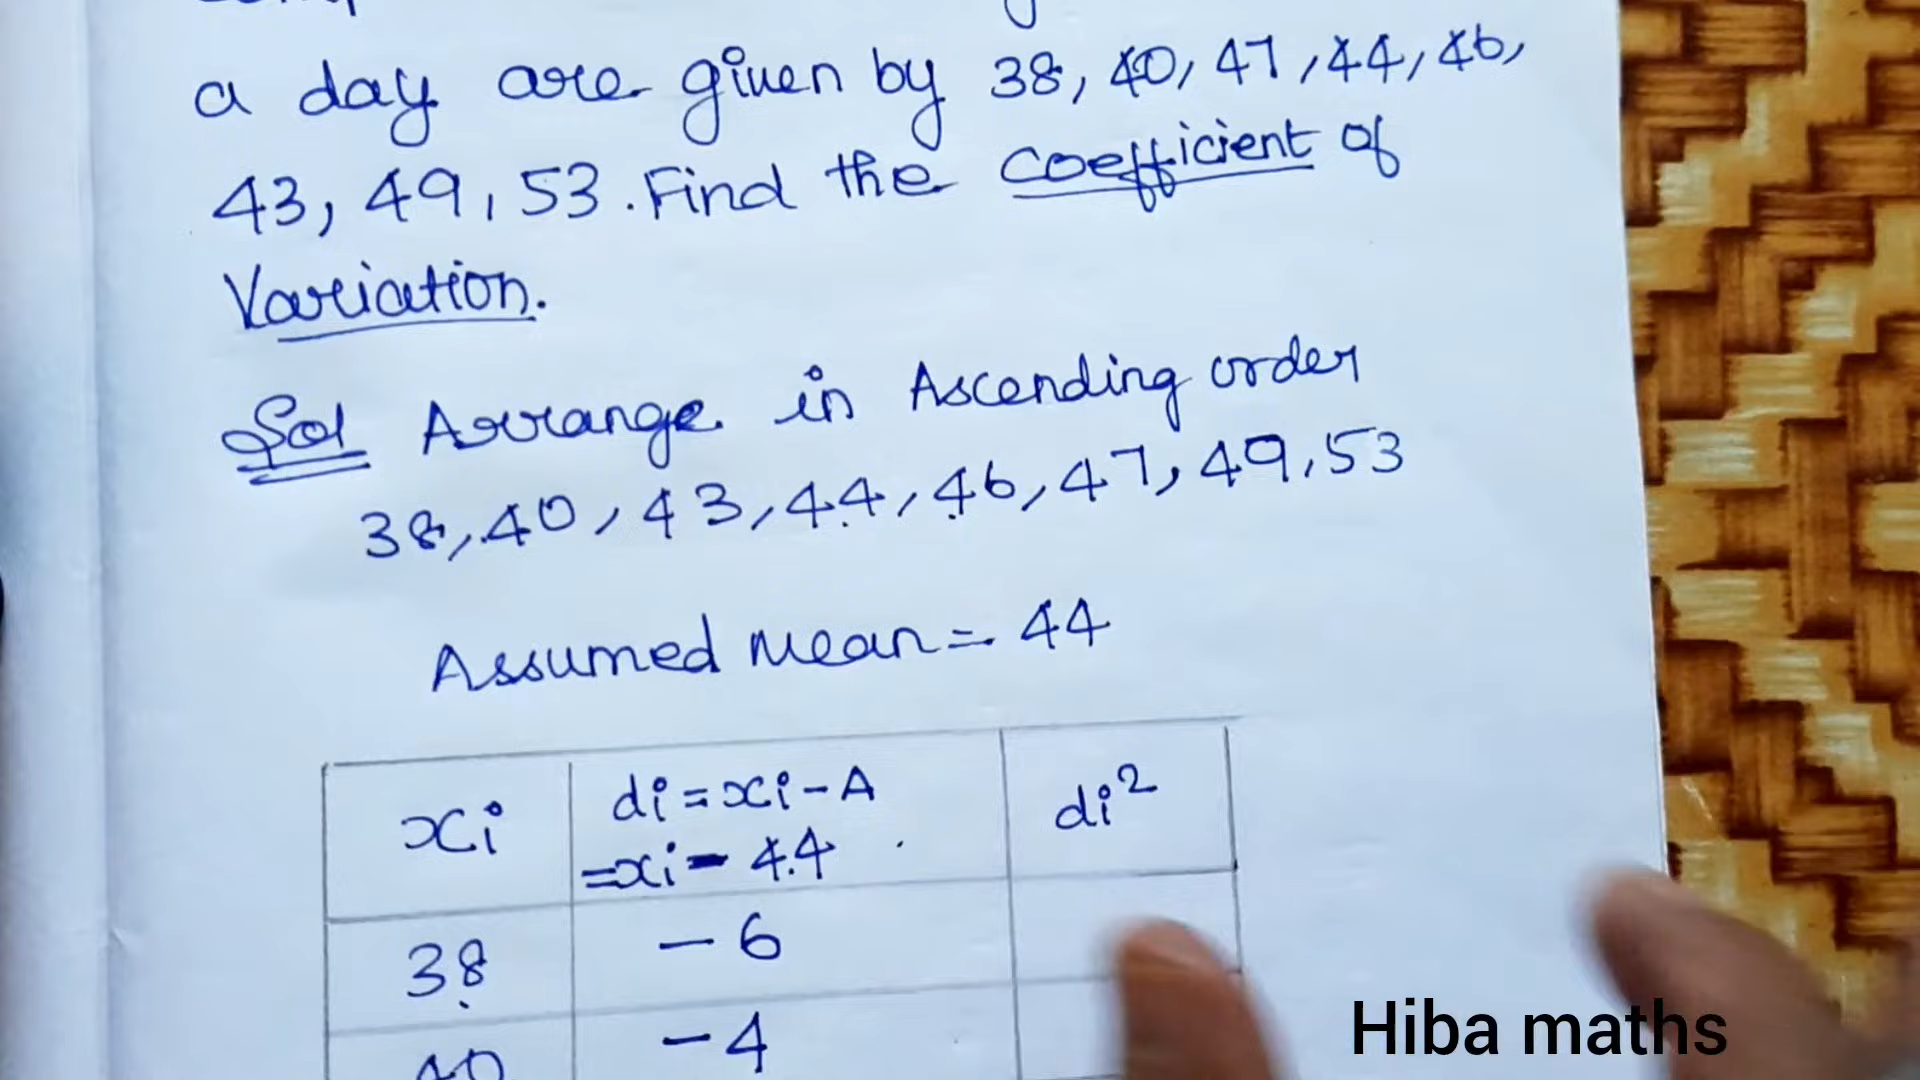 a day are given by 38, 40, 47, 44, 46,
43, 49, 53. Find the coefficient of
Variation.
Sol Arrange in Ascending order
38, 40, 43, 44, 46, 47, 49, 53
Assumed Mean = 44
xi di = xi - A di²
= xi - 44
38 - 6
40 - 4
Hiba maths